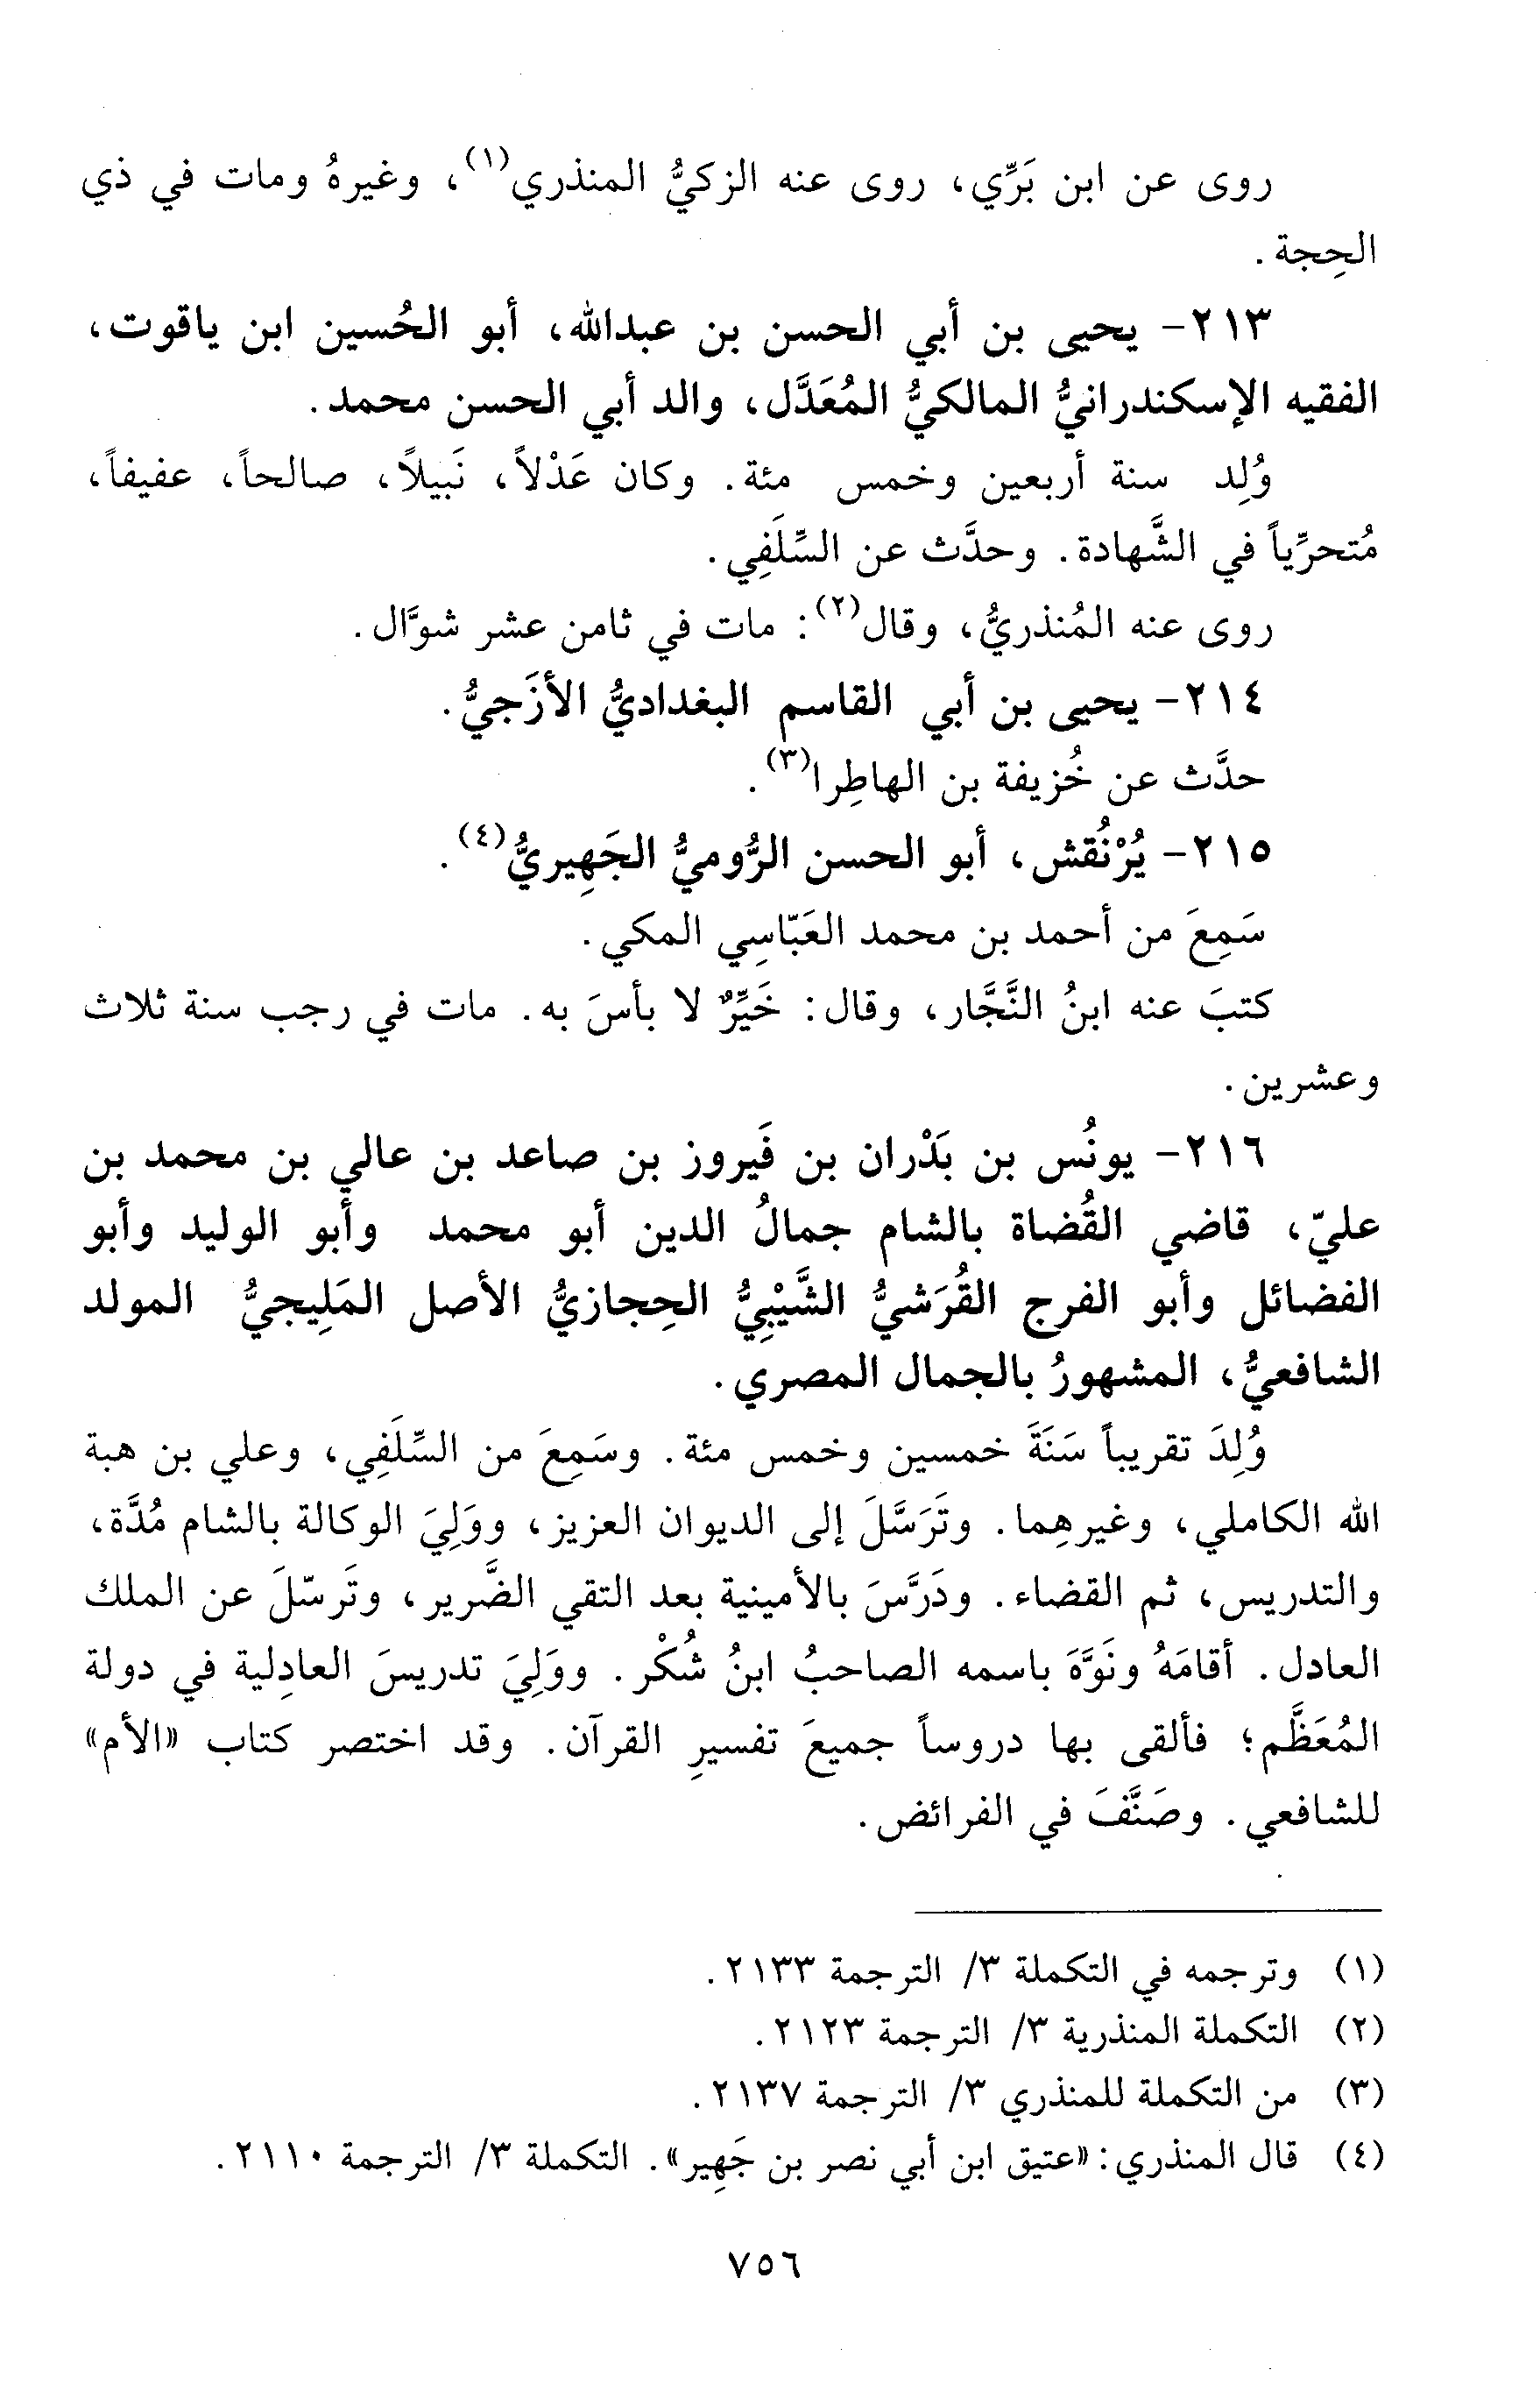 روى عن ابن بَرِّي، روى عنه الزكيُّ المنذري(١)، وغيرهُ ومات في ذي
الحِجة.
٢١٣- يحيى بن أبي الحسن بن عبدالله، أبو الحُسين ابن ياقوت،
الفقيه الإسكندرانيُّ المالكيُّ المُعَدَّل، والد أبي الحسن محمد.
وُلِد سنة أربعين وخمس مئة. وكان عَدْلاً، نَبيلاً، صالحاً، عفيفاً،
مُتحرِّياً في الشَّهادة. وحدَّث عن السِّلَفِي.
روى عنه المُنذريُّ، وقال(٢): مات في ثامن عشر شوَّال.
٢١٤- يحيى بن أبي القاسم البغداديُّ الأزَجيُّ.
حدَّث عن خُزيفة بن الهاطِرا(٣).
٢١٥- يُرْنُقش، أبو الحسن الرُّوميُّ الجَهِيريُّ(٤).
سَمِعَ من أحمد بن محمد العَبّاسِي المكي.
كتبَ عنه ابنُ النَّجَّار، وقال: خَيِّرٌ لا بأسَ به. مات في رجب سنة ثلاث
وعشرين.
٢١٦- يونُس بن بَدْران بن فَيروز بن صاعد بن عالي بن محمد بن
عليّ، قاضي القُضاة بالشام جمالُ الدين أبو محمد وأبو الوليد وأبو
الفضائل وأبو الفرج القُرَشيُّ الشَّيْبِيُّ الحِجازيُّ الأصل المَلِيجيُّ المولد
الشافعيُّ، المشهورُ بالجمال المصري.
وُلِدَ تقريباً سَنَةَ خمسين وخمس مئة. وسَمِعَ من السِّلَفِي، وعلي بن هبة
الله الكاملي، وغيرهِما. وتَرَسَّلَ إلى الديوان العزيز، ووَلِيَ الوكالة بالشام مُدَّة،
والتدريس، ثم القضاء. ودَرَّسَ بالأمينية بعد التقي الضَّرير، وتَرسّلَ عن الملك
العادل. أقامَهُ ونَوَّهَ باسمه الصاحبُ ابنُ شُكْر. ووَلِيَ تدريسَ العادِلية في دولة
المُعَظَّم؛ فألقى بها دروساً جميعَ تفسيرِ القرآن. وقد اختصر كتاب «الأم»
للشافعي. وصَنَّفَ في الفرائض.
(١) وترجمه في التكملة ٣/ الترجمة ٢١٣٣.
(٢) التكملة المنذرية ٣/ الترجمة ٢١٢٣.
(٣) من التكملة للمنذري ٣/ الترجمة ٢١٣٧.
(٤) قال المنذري: «عتيق ابن أبي نصر بن جَهِير». التكملة ٣/ الترجمة ٢١١٠.
٧٥٦